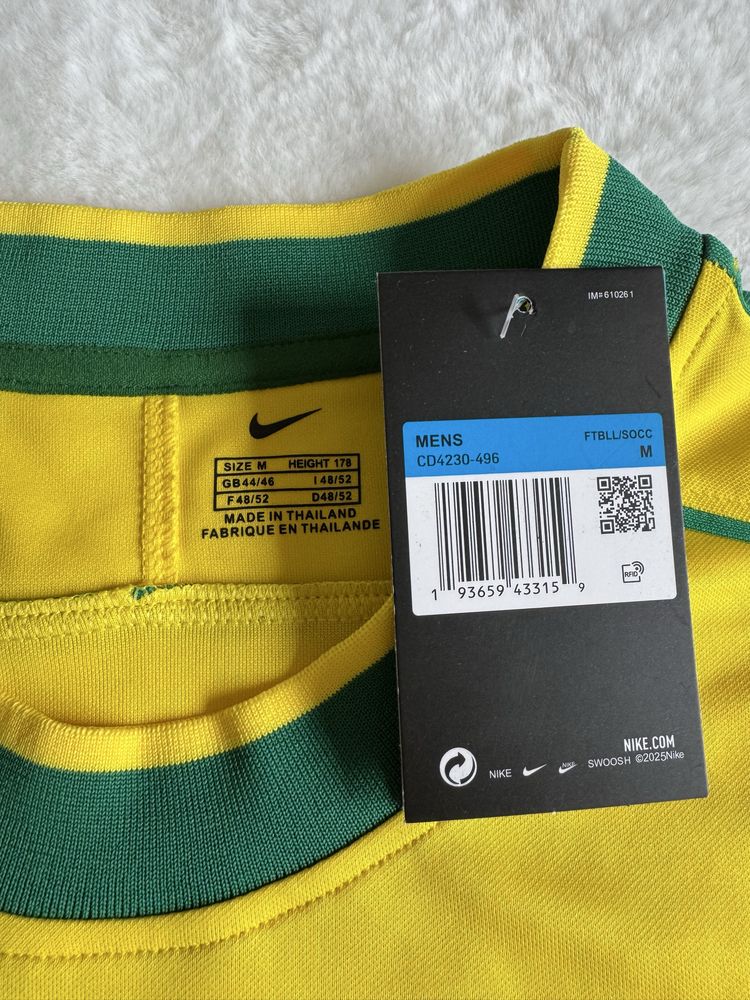 IM#610261
MENS
FTBLL/SOCC
CD4230-496
M
RFID
1 93659 43315 9
SIZE M HEIGHT 178
GB44/46 I 48/52
F48/52 D48/52
MADE IN THAILAND
FABRIQUE EN THAILANDE
NIKE.COM
NIKE NIKE SWOOSH ©2025Nike